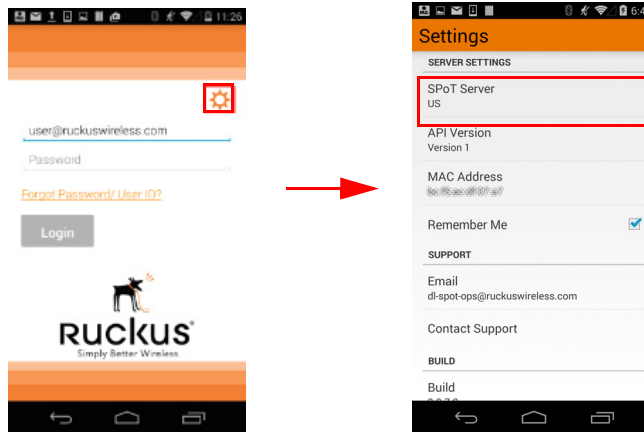 11:26
user@ruckuswireless.com
Password
Forgot Password/ User ID?
Login
RUCKUS
Simply Better Wireless.
Settings
SERVER SETTINGS
SPoT Server
US
API Version
Version 1
MAC Address
Remember Me
SUPPORT
Email
dl-spot-ops@ruckuswireless.com
Contact Support
BUILD
Build